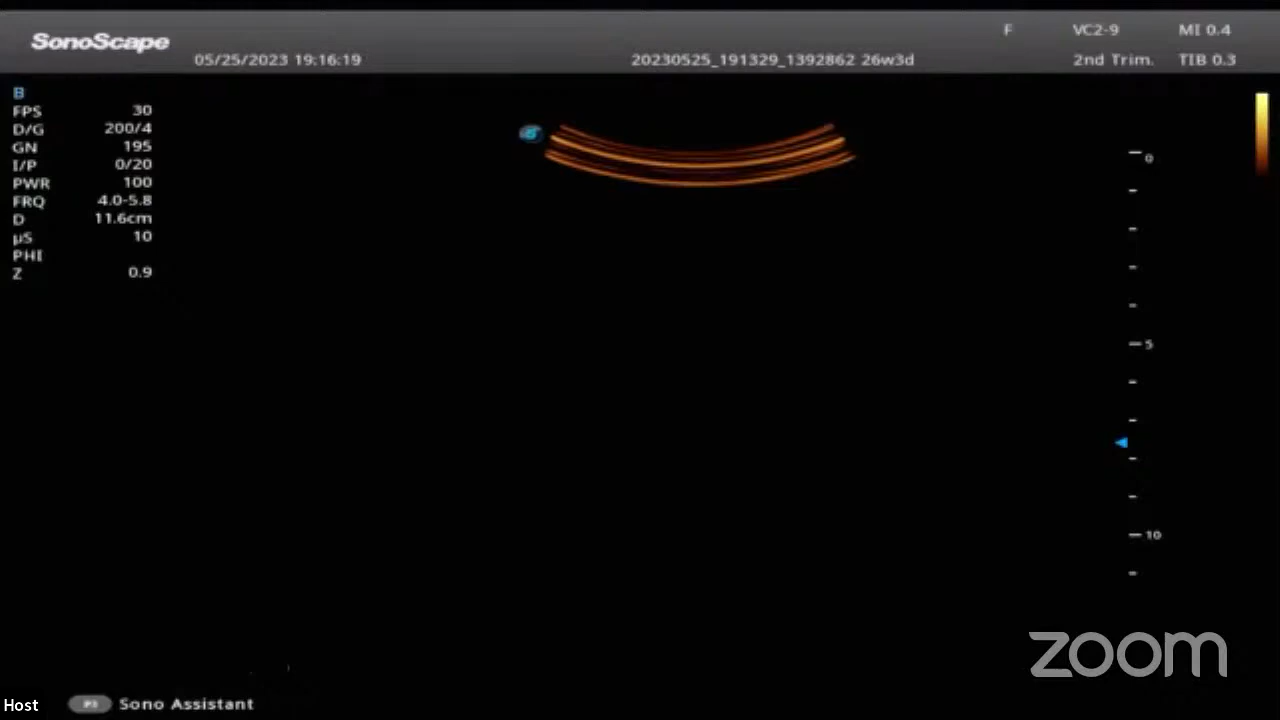 SonoScape
F VC2-9 MI 0.4
05/25/2023 19:16:19 20230525_191329_1392862 26w3d 2nd Trim. TIB 0.3
B
FPS 30
D/G 200/4
GN 195
I/P 0/20
PWR 100
FRQ 4.0-5.8
D 11.6cm
µS 10
PHI
Z 0.9
0
5
10
zoom
Host P3 Sono Assistant